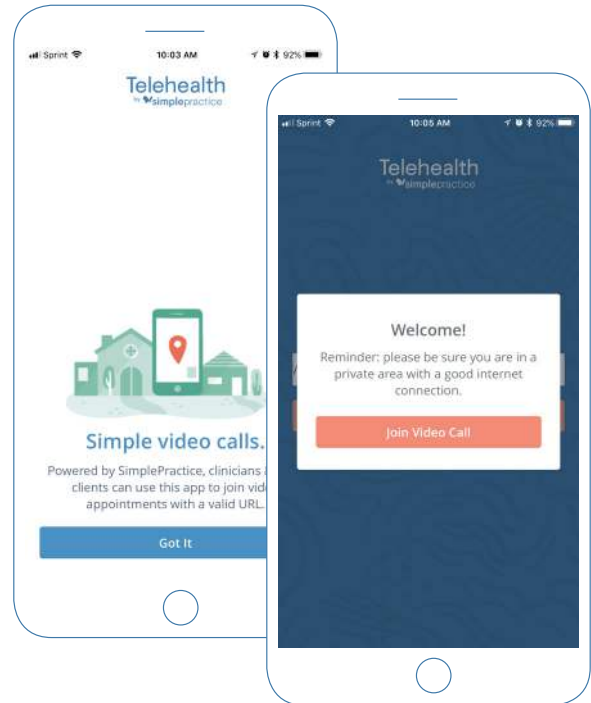 Sprint 10:03 AM 92%
Telehealth
by simplepractice
Simple video calls.
Powered by SimplePractice, clinicians
clients can use this app to join
appointments with a valid URL.
Got It
Sprint 10:05 AM 92%
Telehealth
by simplepractice
Welcome!
Reminder: please be sure you are in a
private area with a good internet
connection.
Join Video Call